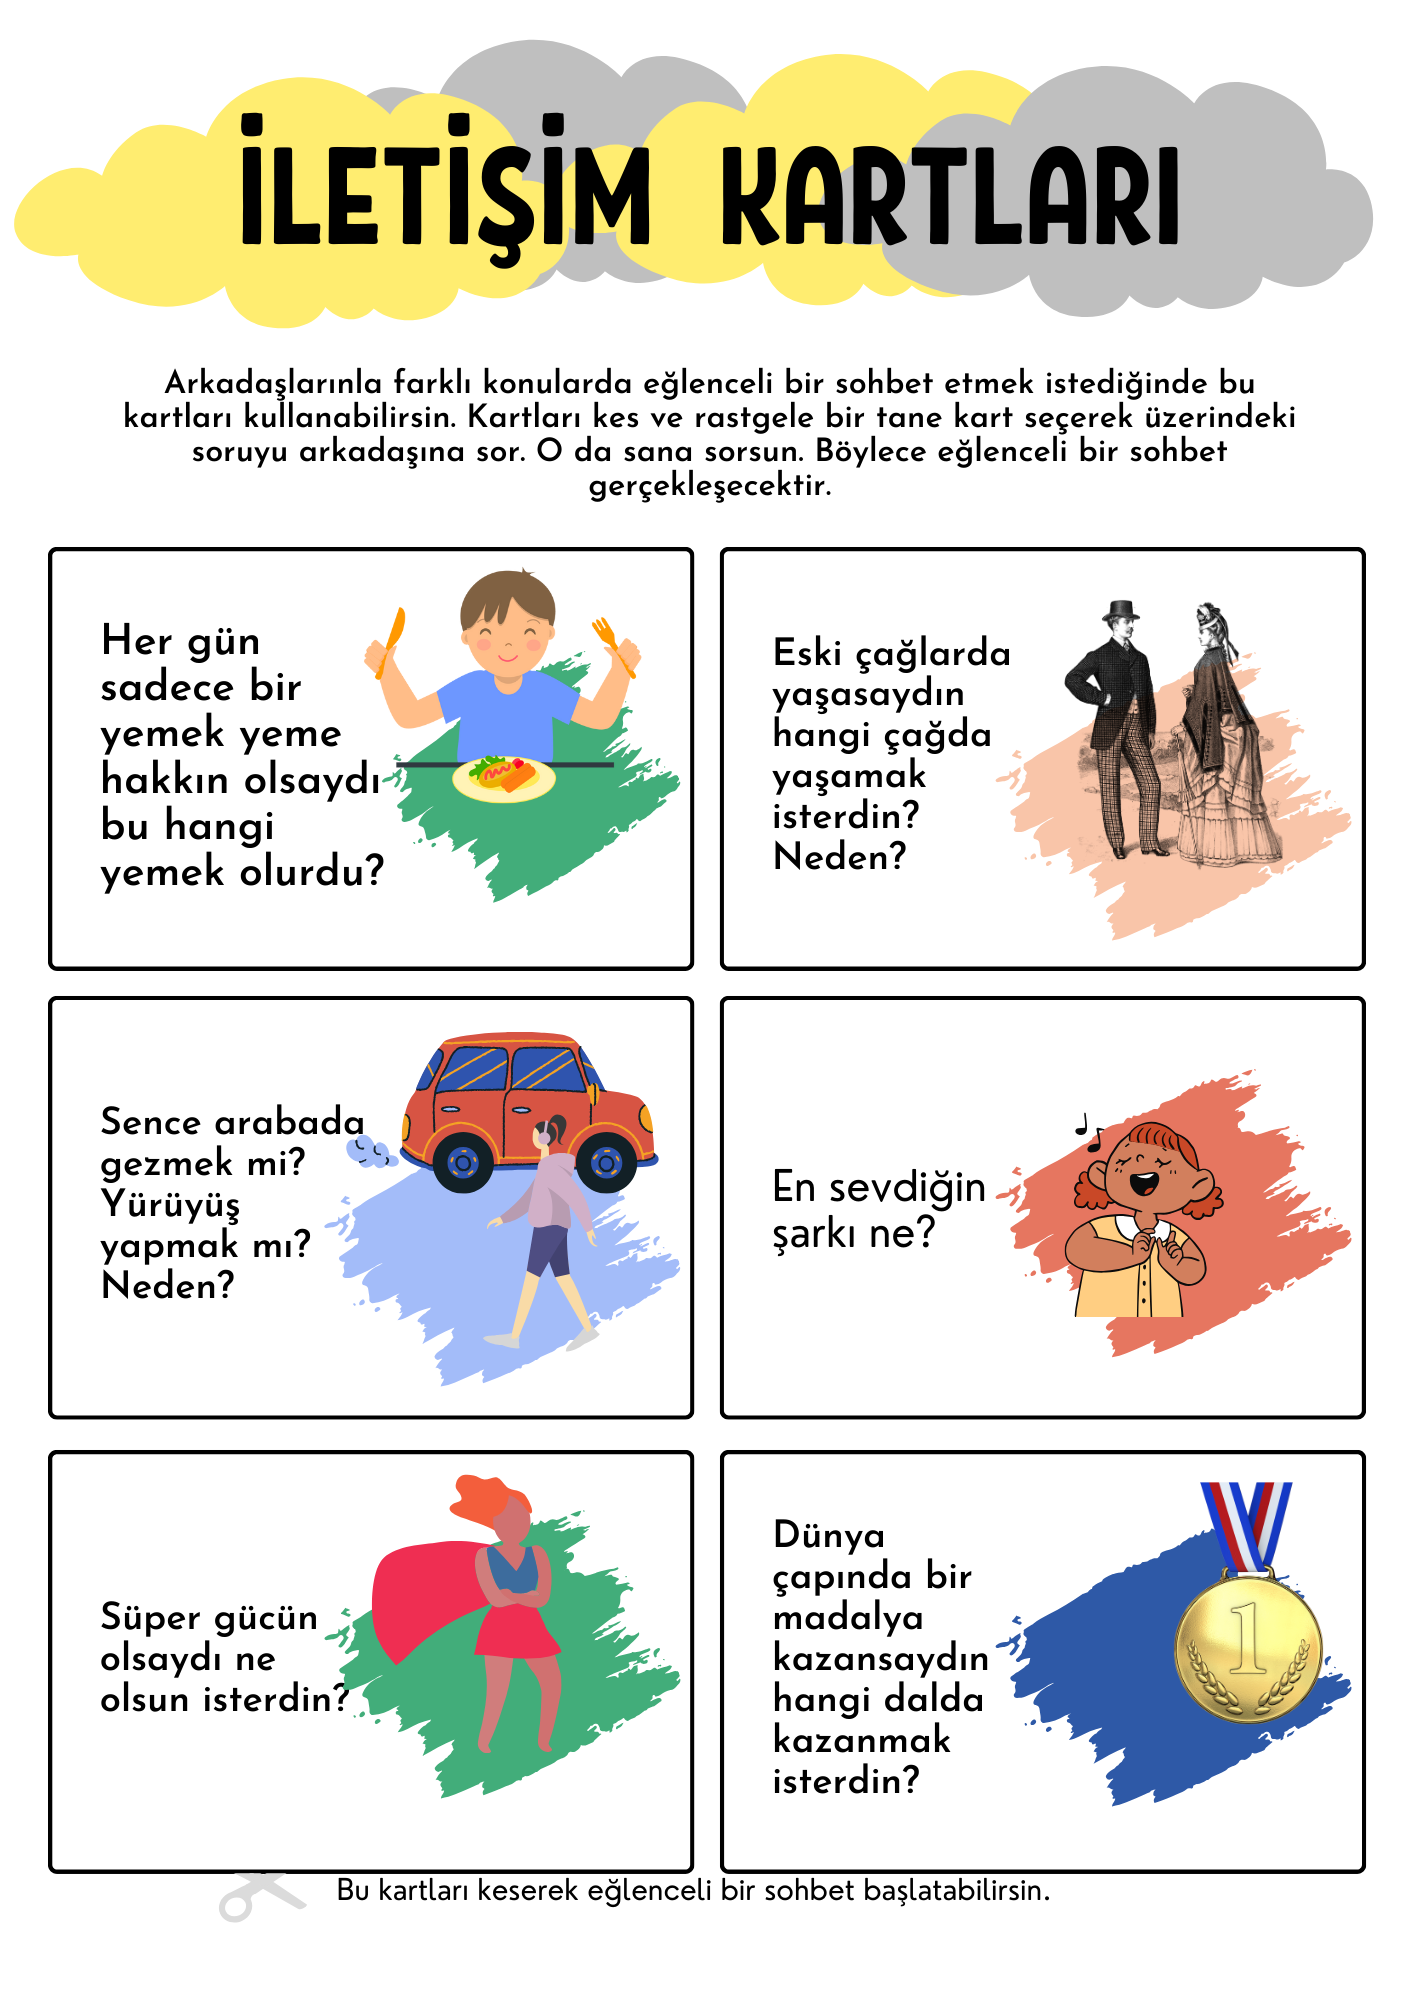 İLETİŞİM KARTLARI
Arkadaşlarınla farklı konularda eğlenceli bir sohbet etmek istediğinde bu
kartları kullanabilirsin. Kartları kes ve rastgele bir tane kart seçerek üzerindeki
soruyu arkadaşına sor. O da sana sorsun. Böylece eğlenceli bir sohbet
gerçekleşecektir.
Her gün
sadece bir
yemek yeme
hakkın olsaydı
bu hangi
yemek olurdu?
Eski çağlarda
yaşasaydın
hangi çağda
yaşamak
isterdin?
Neden?
Sence arabada
gezmek mi?
Yürüyüş
yapmak mı?
Neden?
En sevdiğin
şarkı ne?
Süper gücün
olsaydı ne
olsun isterdin?
Dünya
çapında bir
madalya
kazansaydın
hangi dalda
kazanmak
isterdin?
1
Bu kartları keserek eğlenceli bir sohbet başlatabilirsin.